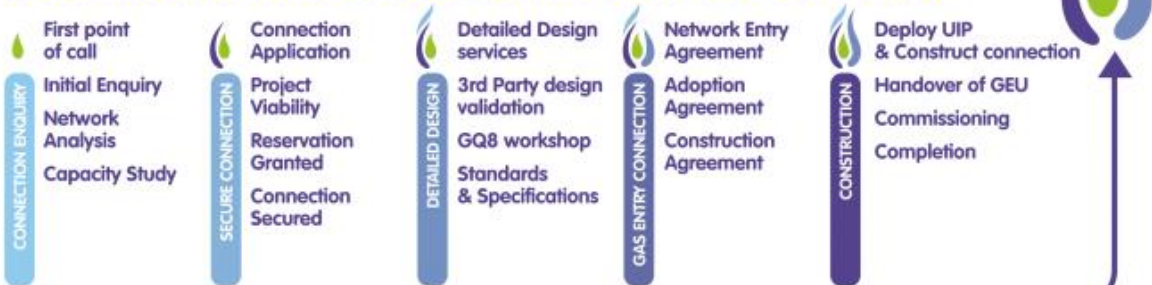 CONNECTION ENQUIRY
First point
of call
Initial Enquiry
Network
Analysis
Capacity Study
SECURE CONNECTION
Connection
Application
Project
Viability
Reservation
Granted
Connection
Secured
DETAILED DESIGN
Detailed Design
services
3rd Party design
validation
GQ8 workshop
Standards
& Specifications
GAS ENTRY CONNECTION
Network Entry
Agreement
Adoption
Agreement
Construction
Agreement
CONSTRUCTION
Deploy UIP
& Construct connection
Handover of GEU
Commissioning
Completion